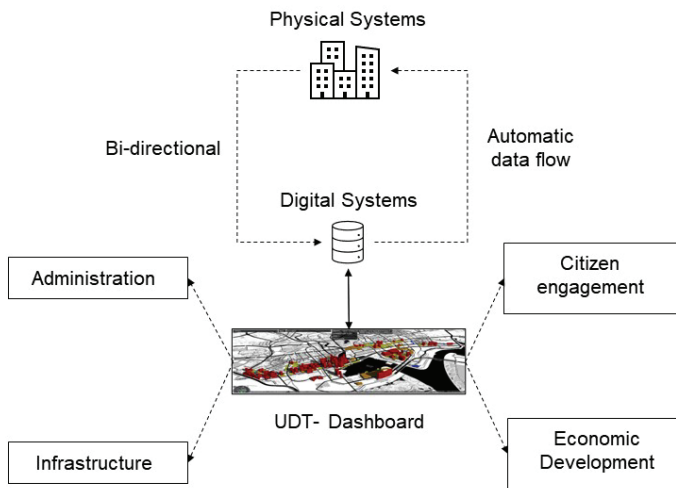 Physical Systems
Bi-directional
Automatic
data flow
Digital Systems
Administration
Citizen
engagement
UDT- Dashboard
Infrastructure
Economic
Development